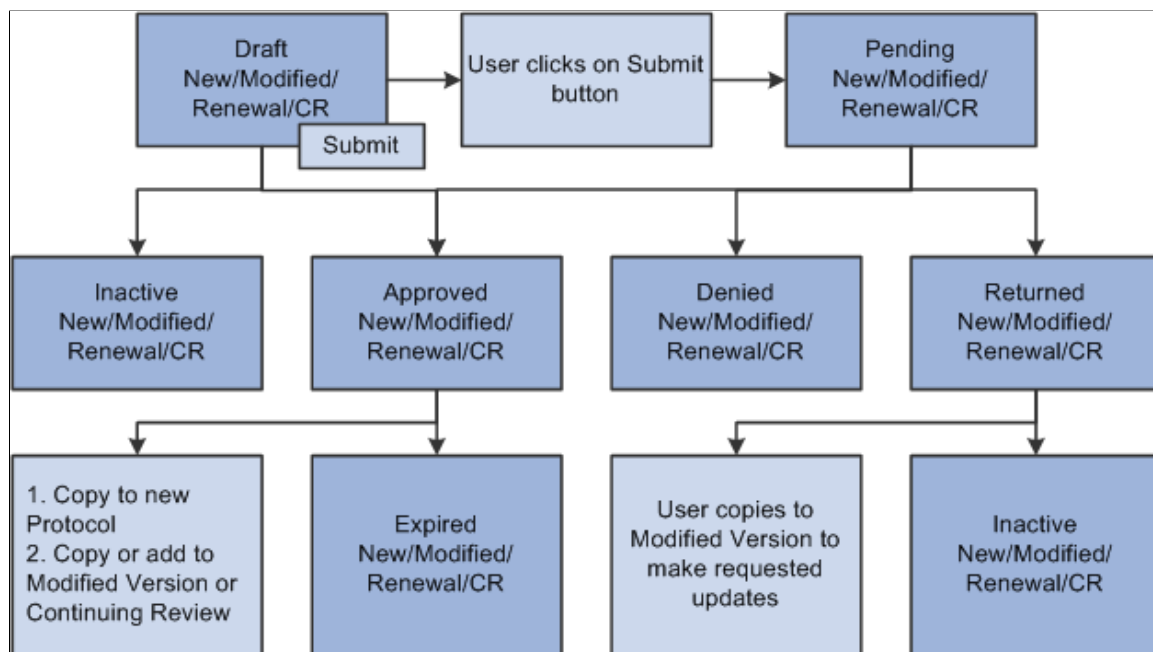 Draft
New/Modified/
Renewal/CR
Submit
User clicks on Submit
button
Pending
New/Modified/
Renewal/CR
Inactive
New/Modified/
Renewal/CR
Approved
New/Modified/
Renewal/CR
Denied
New/Modified/
Renewal/CR
Returned
New/Modified/
Renewal/CR
1. Copy to new
Protocol
2. Copy or add to
Modified Version or
Continuing Review
Expired
New/Modified/
Renewal/CR
User copies to
Modified Version to
make requested
updates
Inactive
New/Modified/
Renewal/CR